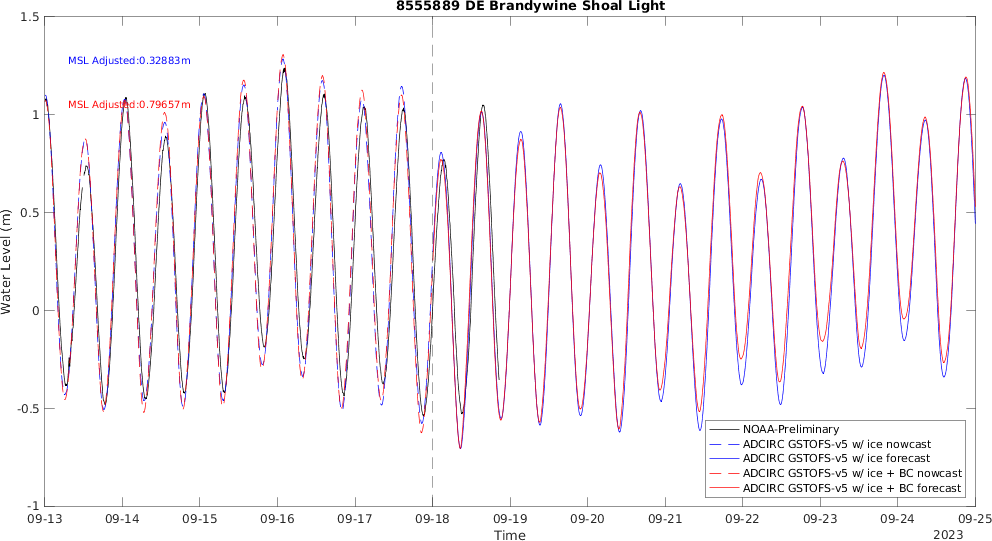 8555889 DE Brandywine Shoal Light
1.5
1
0.5
0
-0.5
-1
Water Level (m)
MSL Adjusted:0.32883m
MSL Adjusted:0.79657m
NOAA-Preliminary
ADCIRC GSTOFS-v5 w/ ice nowcast
ADCIRC GSTOFS-v5 w/ ice forecast
ADCIRC GSTOFS-v5 w/ ice + BC nowcast
ADCIRC GSTOFS-v5 w/ ice + BC forecast
09-13 09-14 09-15 09-16 09-17 09-18 09-19 09-20 09-21 09-22 09-23 09-24 09-25
Time
2023